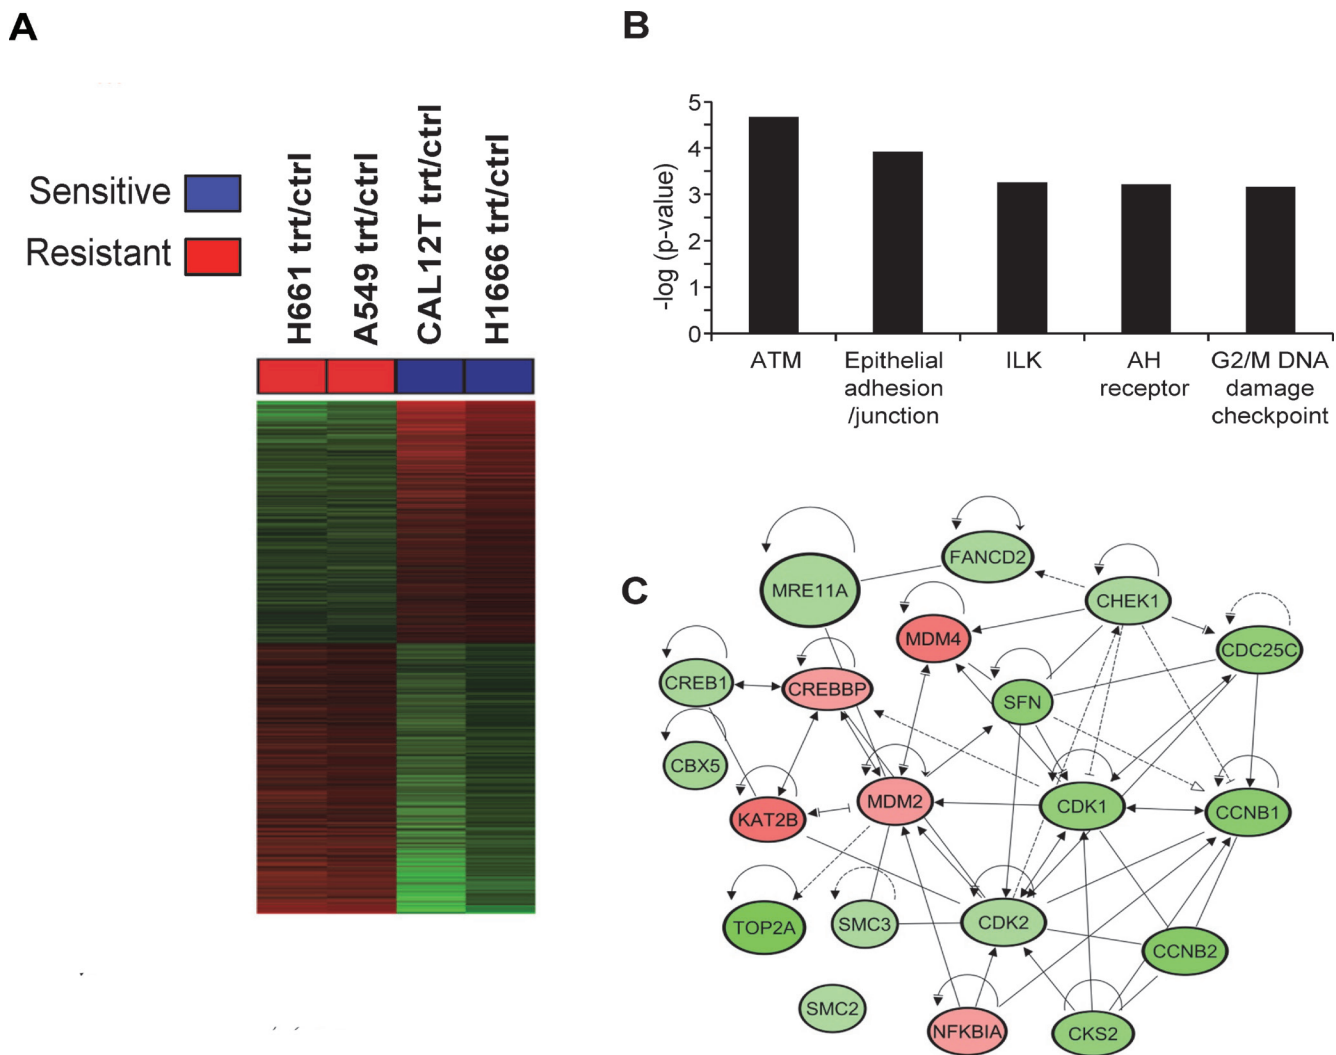 A
B
Sensitive
Resistant
H661 trt/ctrl
A549 trt/ctrl
CAL12T trt/ctrl
H1666 trt/ctrl
-log (p-value)
5
4
3
2
1
0
ATM
Epithelial
adhesion
/junction
ILK
AH
receptor
G2/M DNA
damage
checkpoint
C
FANCD2
MRE11A
CHEK1
MDM4
CDC25C
CREB1
CREBBP
SFN
CBX5
MDM2
CDK1
CCNB1
KAT2B
TOP2A
SMC3
CDK2
CCNB2
SMC2
NFKBIA
CKS2